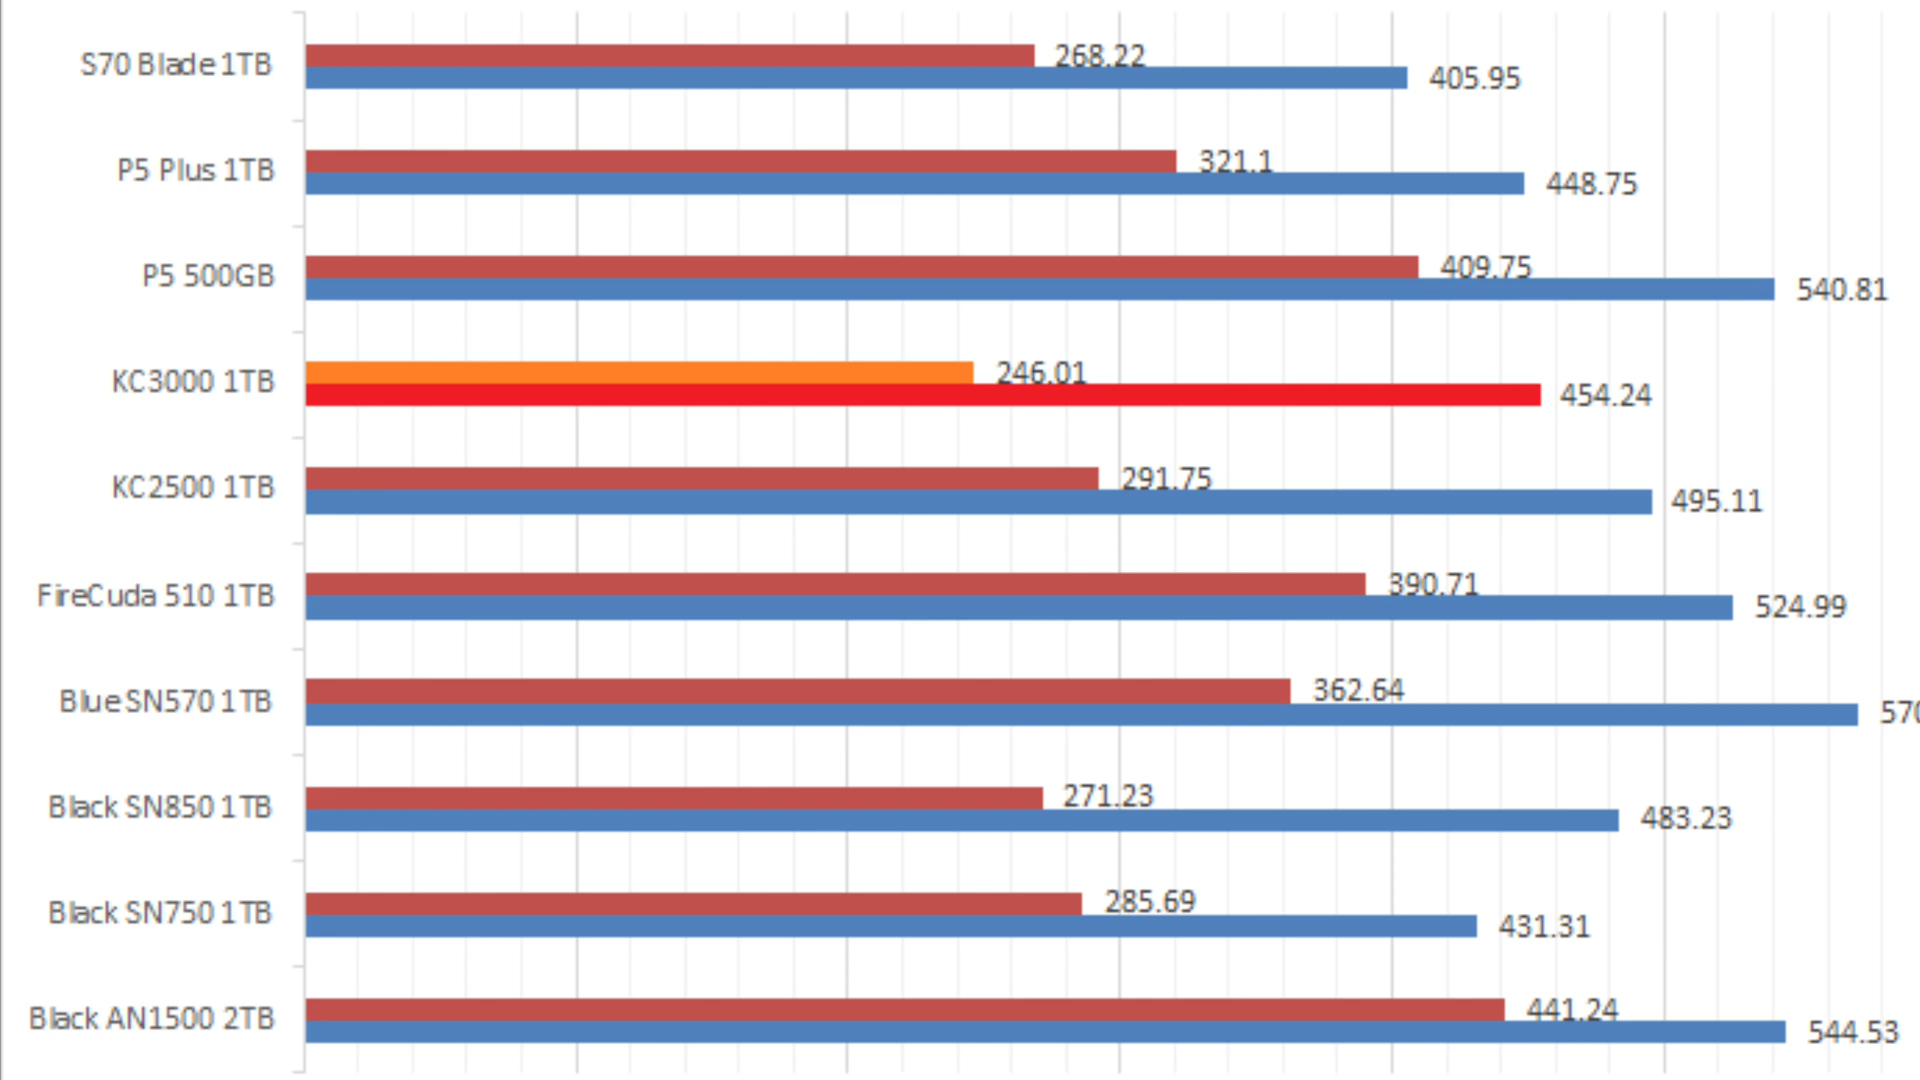 S70 Blade 1TB
268.22
405.95
P5 Plus 1TB
321.1
448.75
P5 500GB
409.75
540.81
KC3000 1TB
246.01
454.24
KC2500 1TB
291.75
495.11
FireCuda 510 1TB
390.71
524.99
Blue SN570 1TB
362.64
Black SN850 1TB
271.23
483.23
Black SN750 1TB
285.69
431.31
Black AN1500 2TB
441.24
544.53